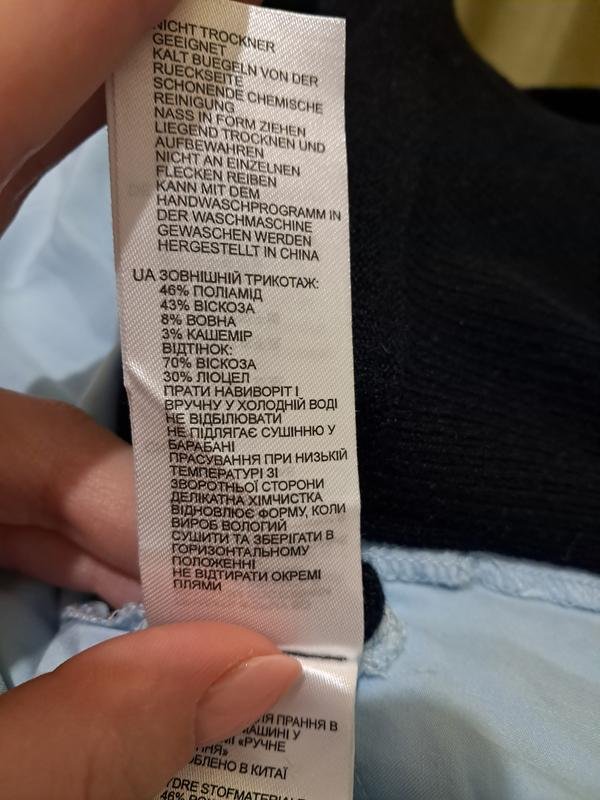 NICHT TROCKNER
GEEIGNET
KALT BUEGELN VON DER
RUECKSEITE
SCHONENDE CHEMISCHE
REINIGUNG
NASS IN FORM ZIEHEN
LIEGEND TROCKNEN UND
AUFBEWAHREN
NICHT AN EINZELNEN
FLECKEN REIBEN
KANN MIT DEM
HANDWASCHPROGRAMM IN
DER WASCHMASCHINE
GEWASCHEN WERDEN
HERGESTELLT IN CHINA
UA ЗОВНІШНІЙ ТРИКОТАЖ:
46% ПОЛІАМІД
43% ВІСКОЗА
8% ВОВНА
3% КАШЕМІР
ВІДТІНОК:
70% ВІСКОЗА
30% ЛІОЦЕЛ
ПРАТИ НАВИВОРІТ І
ВРУЧНУ У ХОЛОДНІЙ ВОДІ
НЕ ВІДБІЛЮВАТИ
НЕ ПІДЛЯГАЄ СУШІННЮ У
БАРАБАНІ
ПРАСУВАННЯ ПРИ НИЗЬКІЙ
ТЕМПЕРАТУРІ ЗІ
ЗВОРОТНЬОЇ СТОРОНИ
ДЕЛІКАТНА ХІМЧИСТКА
ВІДНОВЛЮЄ ФОРМУ, КОЛИ
ВИРОБ ВОЛОГИЙ
СУШИТИ ТА ЗБЕРІГАТИ В
ГОРИЗОНТАЛЬНОМУ
ПОЛОЖЕННІ
НЕ ВІДТИРАТИ ОКРЕМІ
ПЛЯМИ
ПРАННЯ В
«РУЧНЕ
В КИТАЇ